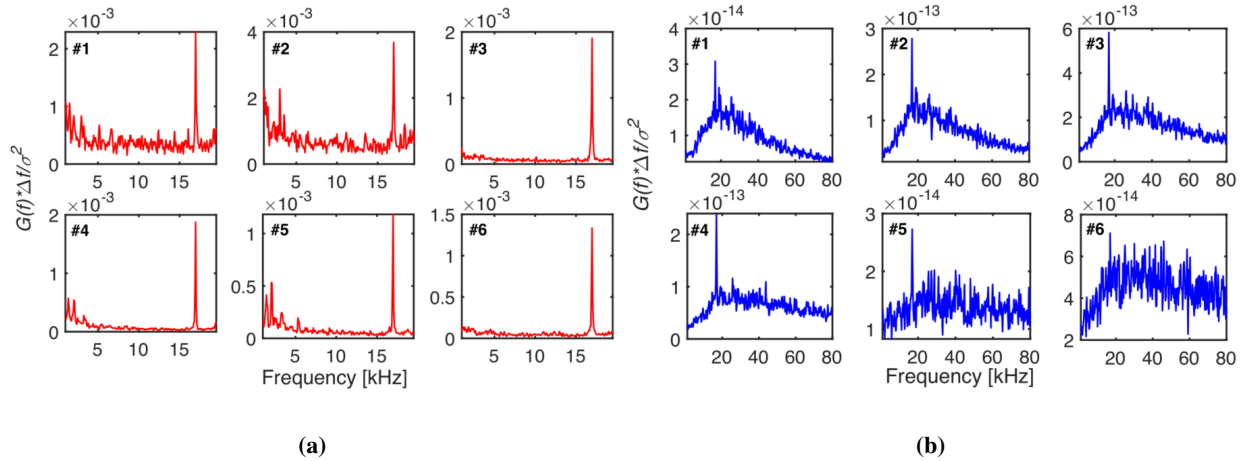 ×10⁻³ ×10⁻³ ×10⁻³
#1 #2 #3
2 4 2
1 2 1
0 0 0
5 10 15 5 10 15 5 10 15
G(f)*Δf/σ²
×10⁻³ ×10⁻³ ×10⁻³
#4 #5 #6
2 1 1.5
1 0.5 1
0 0 0.5
0
5 10 15 5 10 15 5 10 15
Frequency [kHz]
(a)
×10⁻¹⁴ ×10⁻¹³ ×10⁻¹³
#1 #2 #3
4 3 6
3 2 4
2 1 2
1 0 0
0
20 40 60 80 20 40 60 80 20 40 60 80
G(f)*Δf/σ²
×10⁻¹³ ×10⁻¹⁴ ×10⁻¹⁴
#4 #5 #6
2 3 8
1 2 6
0 1 4
2
20 40 60 80 20 40 60 80 20 40 60 80
Frequency [kHz]
(b)